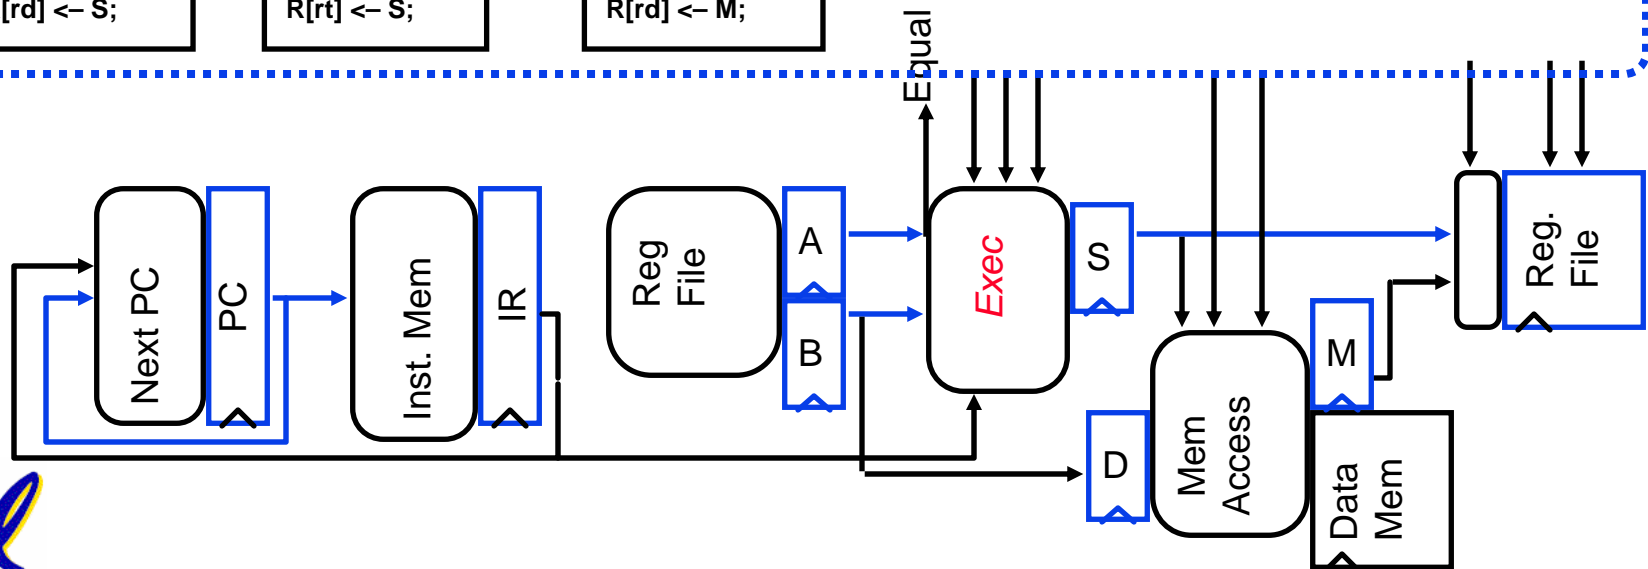 [rd] <– S;
R[rt] <– S;
R[rd] <– M;
Equal
Next PC
PC
Inst. Mem
IR
Reg
File
A
B
Exec
S
D
Mem
Access
M
Data
Mem
Reg.
File